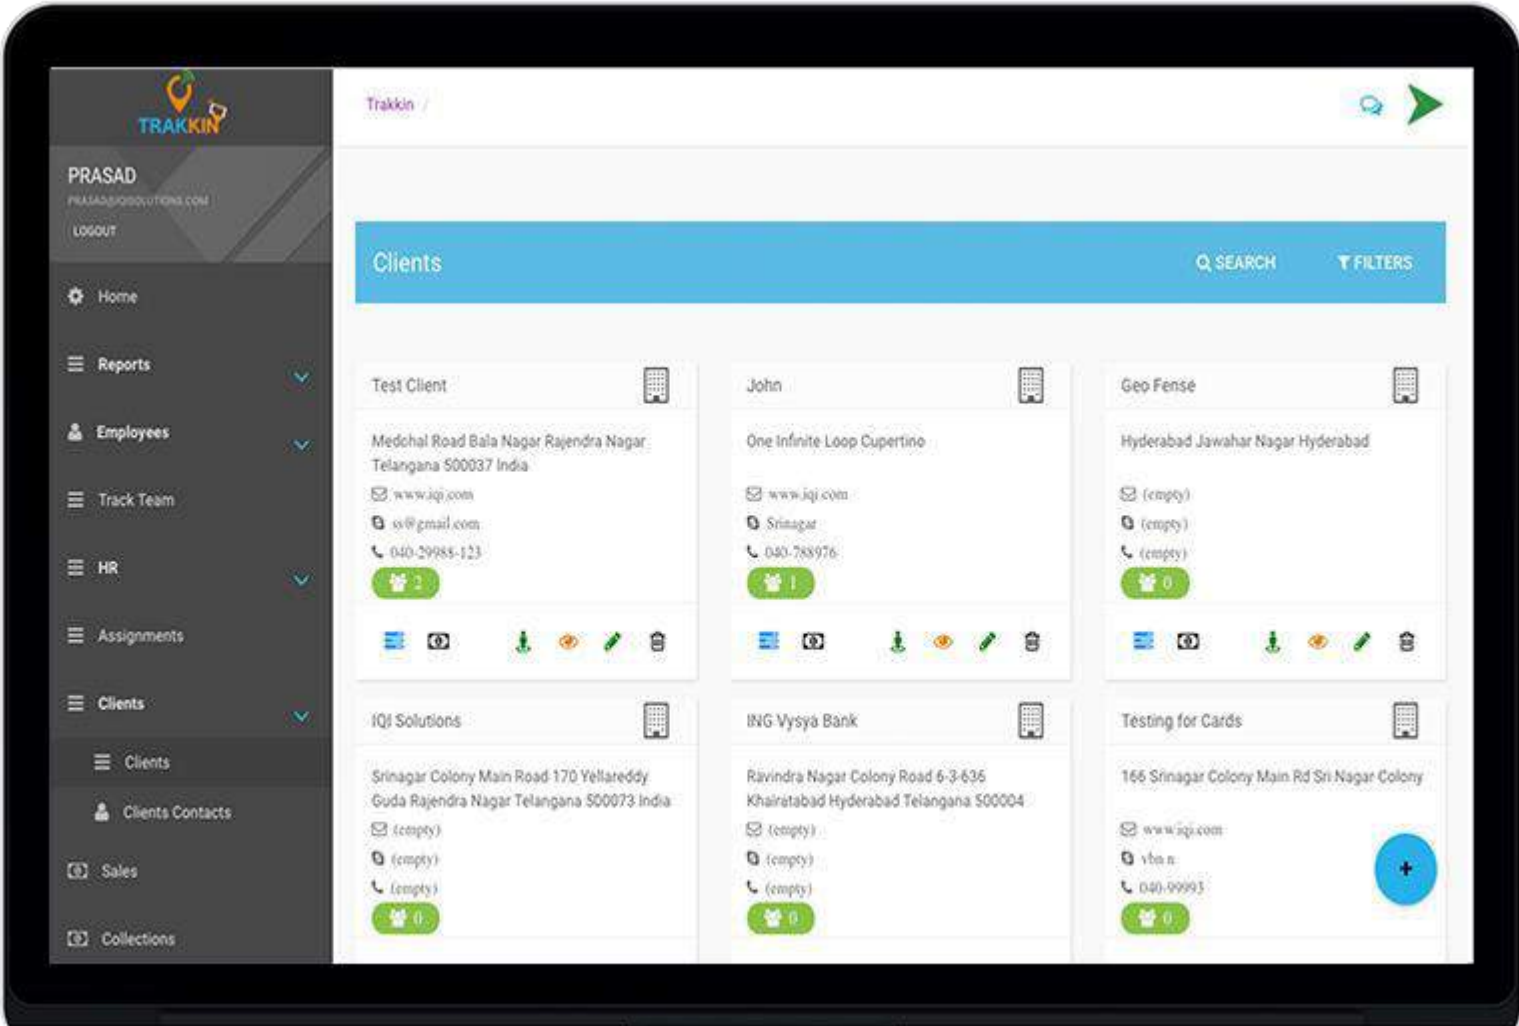 TRAKKIN
Trakkin /
PRASAD
LOGOUT
Home
Reports
Employees
Track Team
HR
Assignments
Clients
Clients
Clients Contacts
Sales
Collections
Clients
SEARCH
FILTERS
Test Client
Medchal Road Bala Nagar Rajendra Nagar
Telangana 500037 India
www.iqi.com
ss@gmail.com
040-29988-123
2
John
One Infinite Loop Cupertino
www.iqi.com
Srinagar
040-788976
1
Geo Fense
Hyderabad Jawahar Nagar Hyderabad
(empty)
(empty)
(empty)
0
IQI Solutions
Srinagar Colony Main Road 170 Yellareddy
Guda Rajendra Nagar Telangana 500073 India
(empty)
(empty)
(empty)
0
ING Vysya Bank
Ravindra Nagar Colony Road 6-3-636
Khairatabad Hyderabad Telangana 500004
(empty)
(empty)
(empty)
0
Testing for Cards
166 Srinagar Colony Main Rd Sri Nagar Colony
www.iqi.com
vbn n
040-99993
0
+